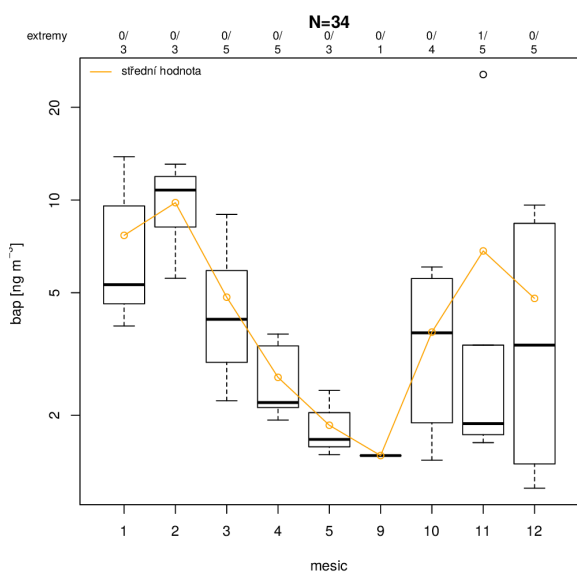 N=34
extremy 0/ 0/ 0/ 0/ 0/ 0/ 0/ 1/ 0/
3 3 5 5 3 1 4 5 5
střední hodnota
20
10
5
2
bap [ng m⁻³]
1 2 3 4 5 9 10 11 12
mesic